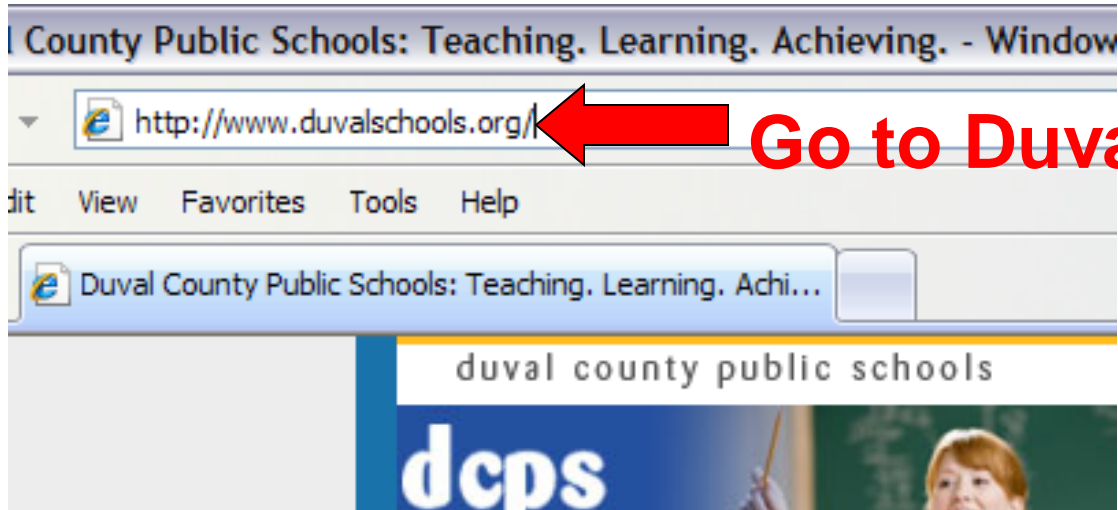 County Public Schools: Teaching. Learning. Achieving. - Window
http://www.duvalschools.org/
Go to Duva
dit View Favorites Tools Help
Duval County Public Schools: Teaching. Learning. Achi...
duval county public schools
dcps